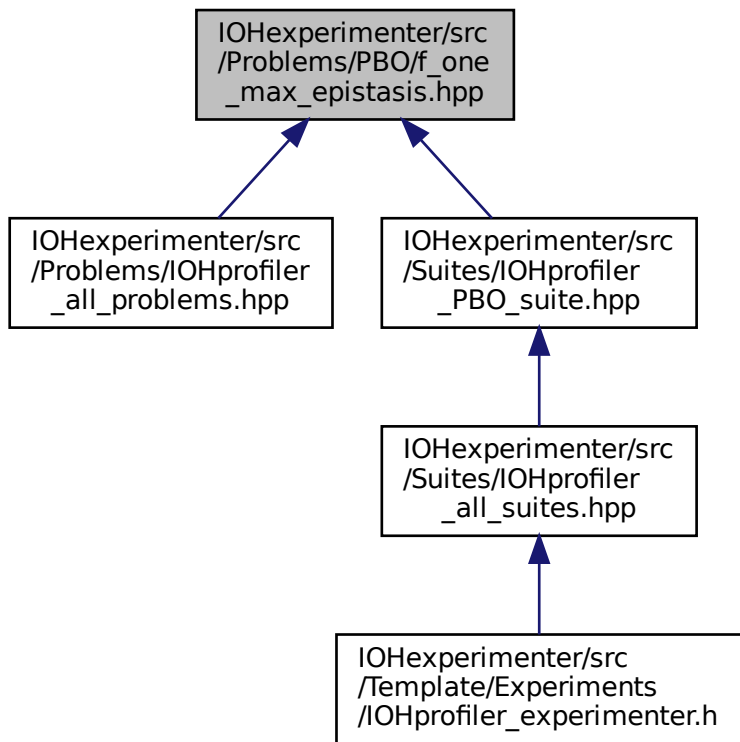 IOHexperimenter/src
/Problems/PBO/f_one
_max_epistasis.hpp
IOHexperimenter/src
/Problems/IOHprofiler
_all_problems.hpp
IOHexperimenter/src
/Suites/IOHprofiler
_PBO_suite.hpp
IOHexperimenter/src
/Suites/IOHprofiler
_all_suites.hpp
IOHexperimenter/src
/Template/Experiments
/IOHprofiler_experimenter.h